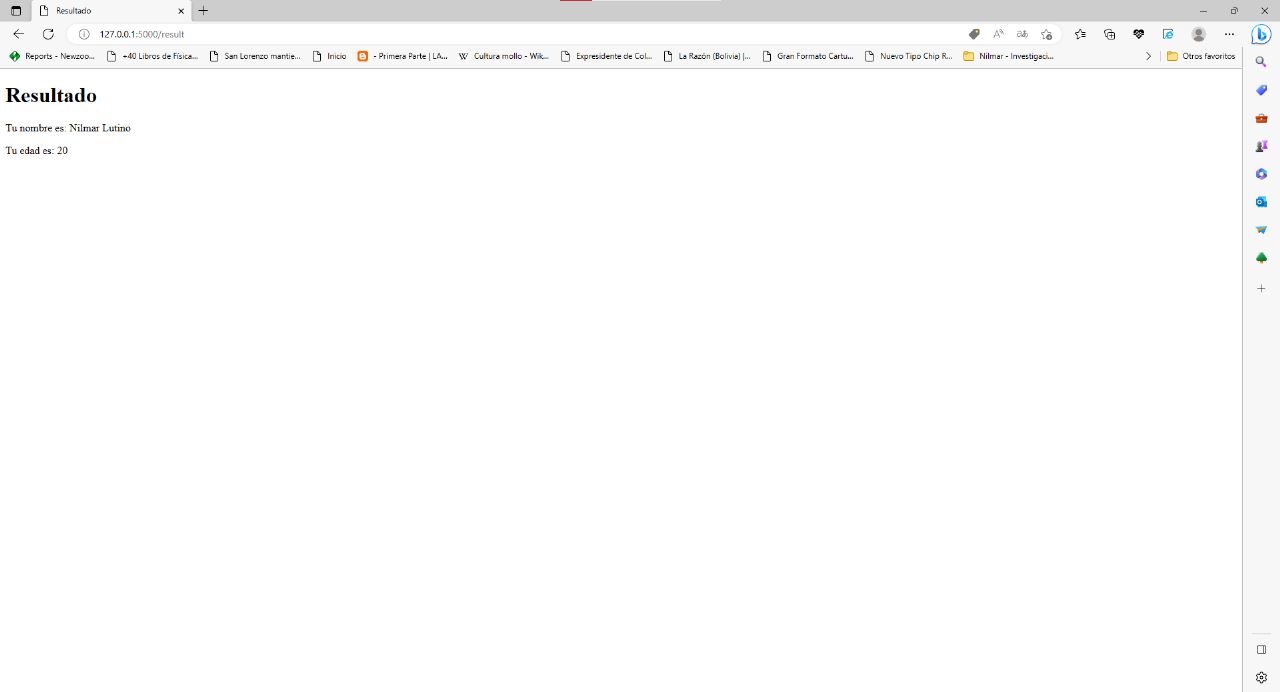 Resultado
127.0.0.1:5000/result
Reports - Newzoo... +40 Libros de Física... San Lorenzo mantie... Inicio - Primera Parte | LA... Cultura mollo - Wik... Expresidente de Col... La Razón (Bolivia) |... Gran Formato Cartu... Nuevo Tipo Chip R... Nilmar - Investigaci... Otros favoritos
Resultado
Tu nombre es: Nilmar Lutino
Tu edad es: 20